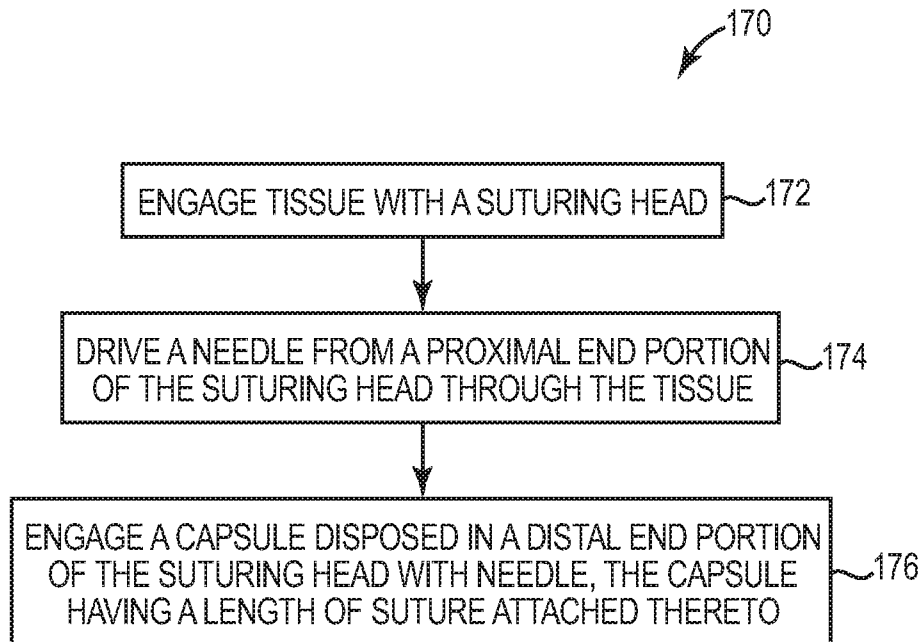 170
ENGAGE TISSUE WITH A SUTURING HEAD
172
DRIVE A NEEDLE FROM A PROXIMAL END PORTION
OF THE SUTURING HEAD THROUGH THE TISSUE
174
ENGAGE A CAPSULE DISPOSED IN A DISTAL END PORTION
OF THE SUTURING HEAD WITH NEEDLE, THE CAPSULE
HAVING A LENGTH OF SUTURE ATTACHED THERETO
176